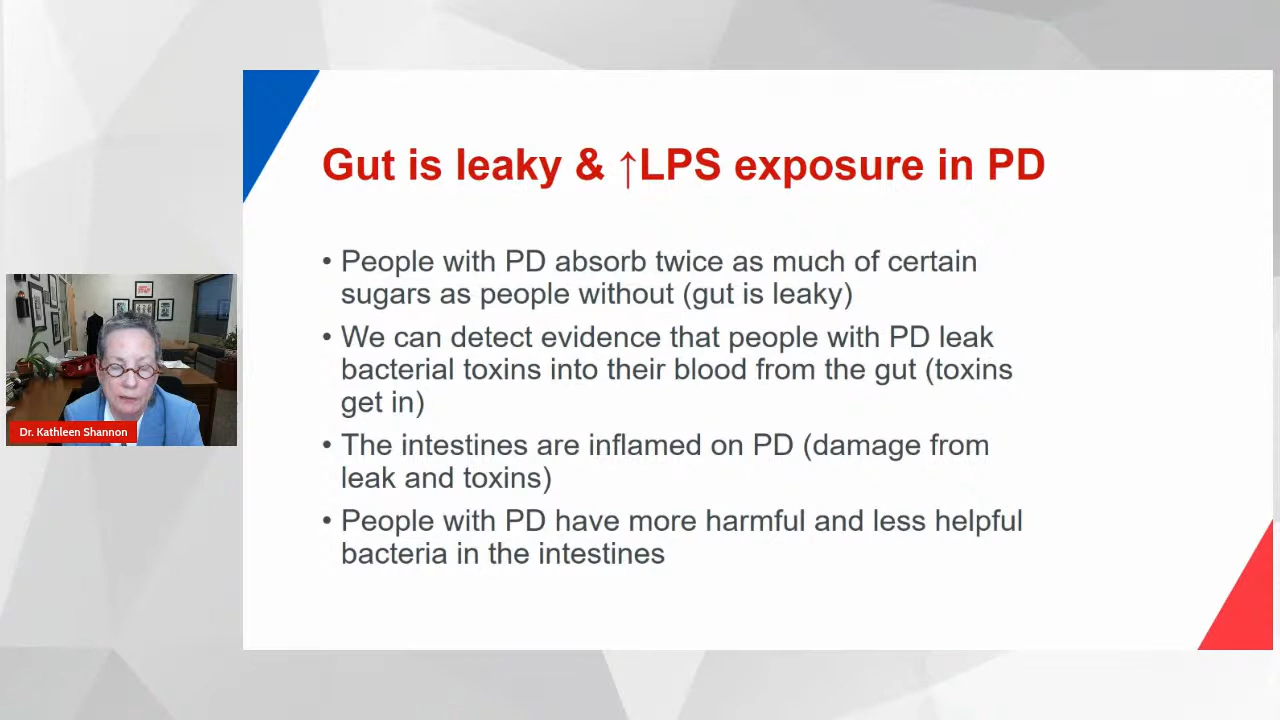 Gut is leaky & ↑LPS exposure in PD
• People with PD absorb twice as much of certain
sugars as people without (gut is leaky)
• We can detect evidence that people with PD leak
bacterial toxins into their blood from the gut (toxins
get in)
• The intestines are inflamed on PD (damage from
leak and toxins)
• People with PD have more harmful and less helpful
bacteria in the intestines
Dr. Kathleen Shannon